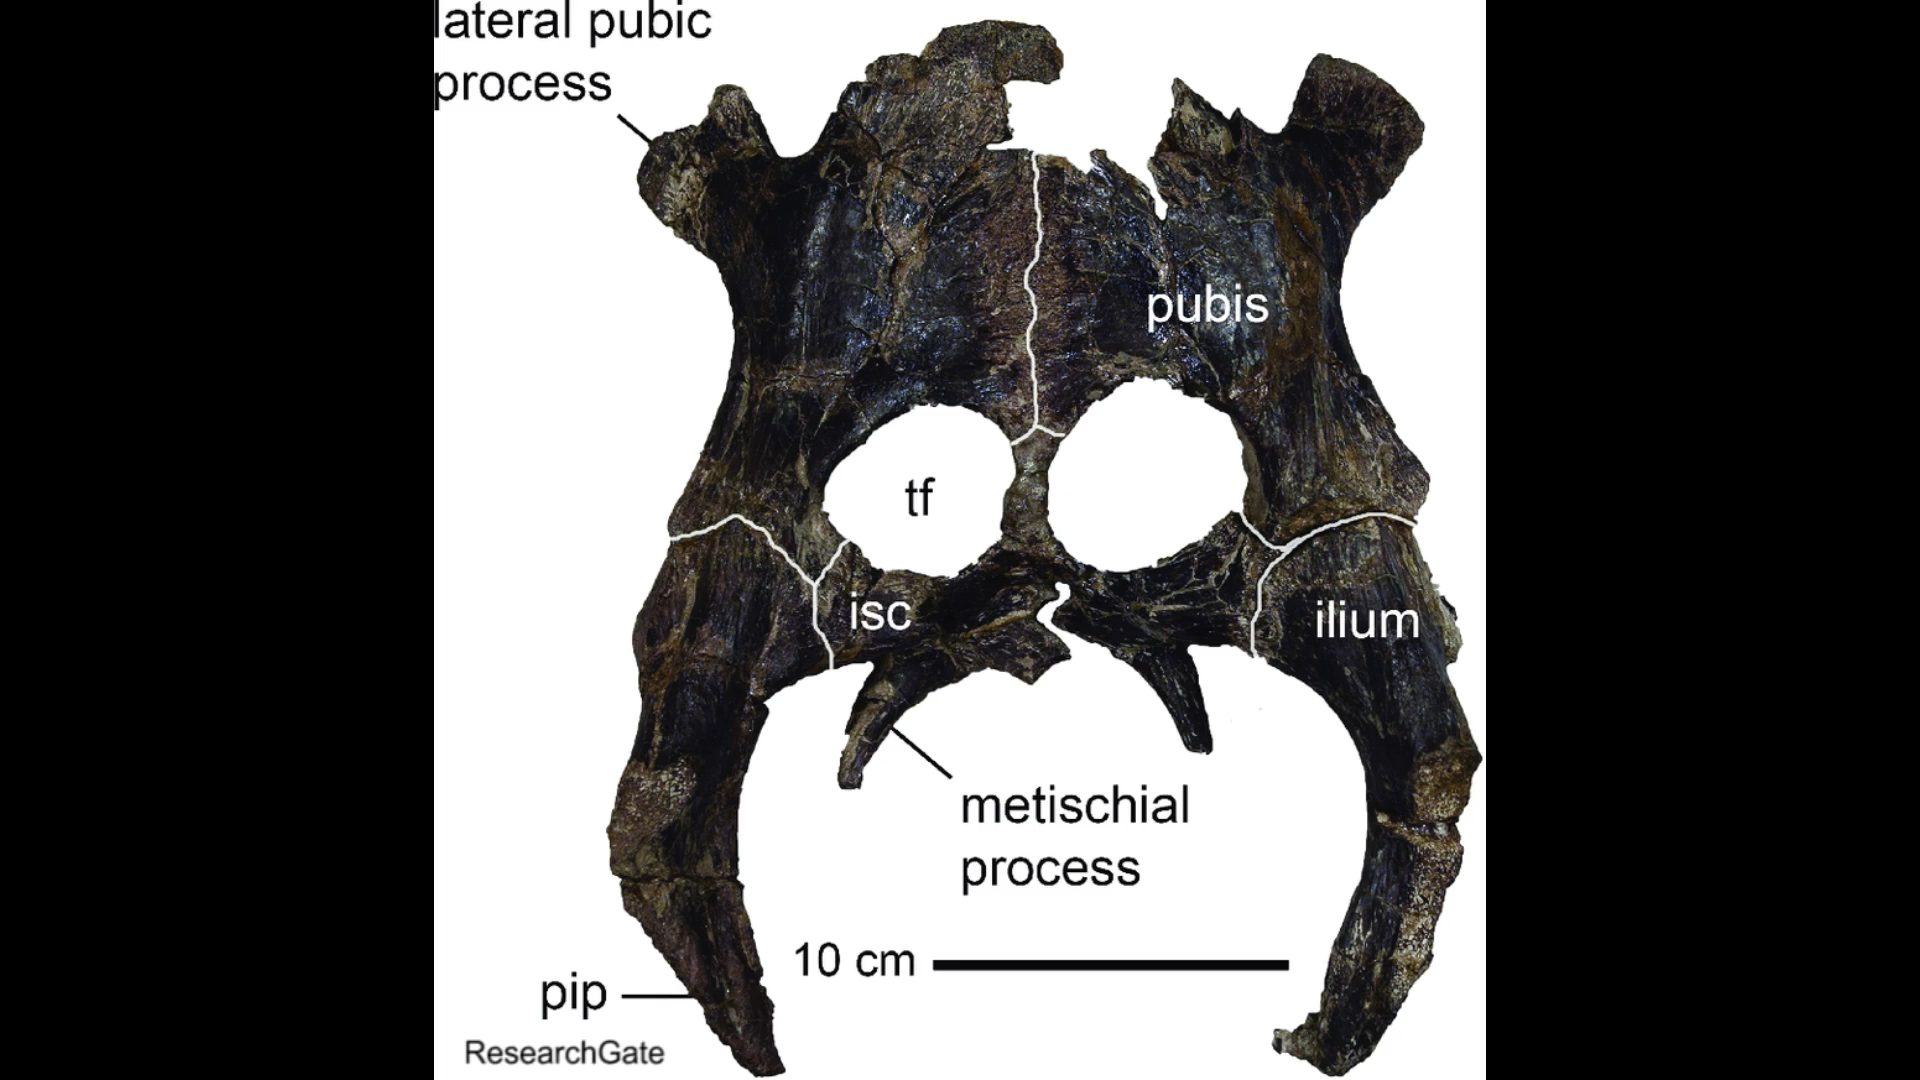 lateral pubic
process
pubis
tf
isc
ilium
metischial
process
10 cm
pip
ResearchGate